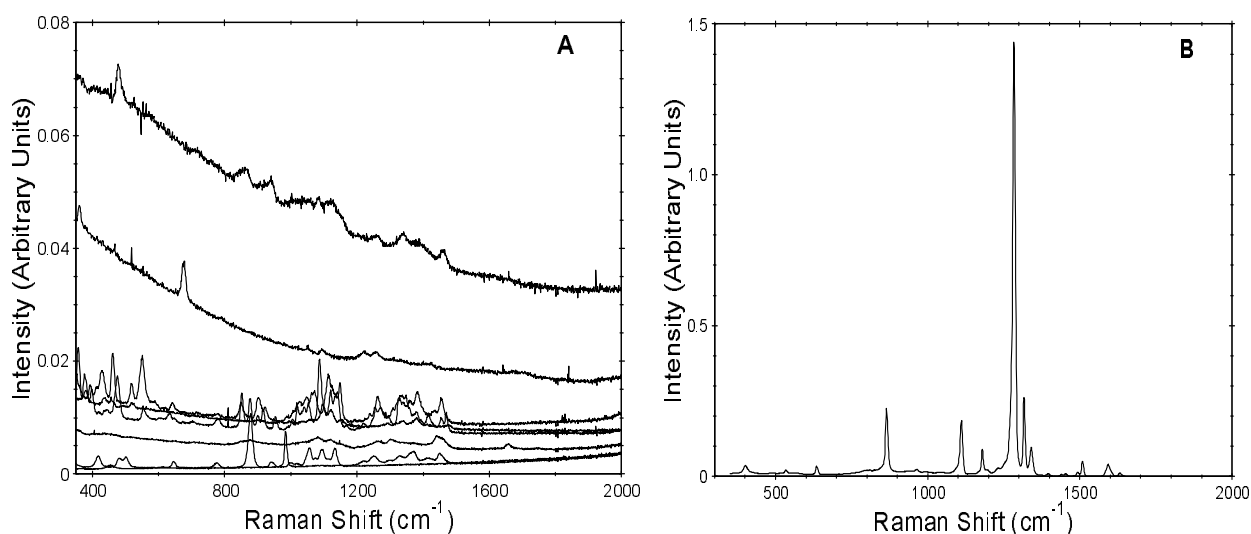 A
Intensity (Arbitrary Units)
0.08
0.06
0.04
0.02
0
400 800 1200 1600 2000
Raman Shift (cm-1)
B
Intensity (Arbitrary Units)
1.5
1.0
0.5
0
500 1000 1500 2000
Raman Shift (cm-1)